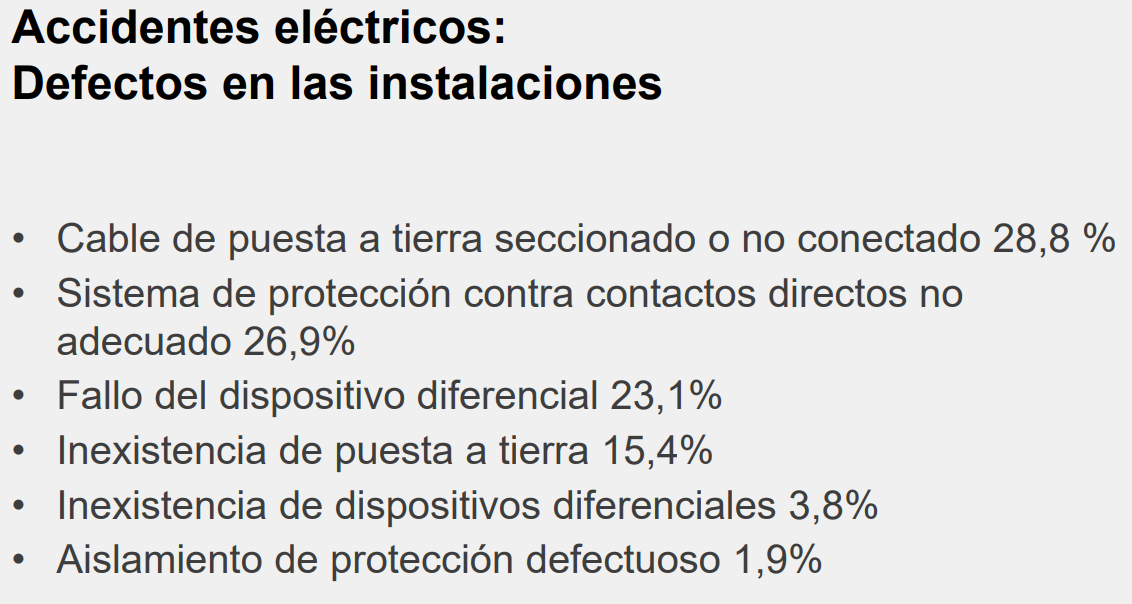 Accidentes eléctricos:
Defectos en las instalaciones
• Cable de puesta a tierra seccionado o no conectado 28,8 %
• Sistema de protección contra contactos directos no
adecuado 26,9%
• Fallo del dispositivo diferencial 23,1%
• Inexistencia de puesta a tierra 15,4%
• Inexistencia de dispositivos diferenciales 3,8%
• Aislamiento de protección defectuoso 1,9%